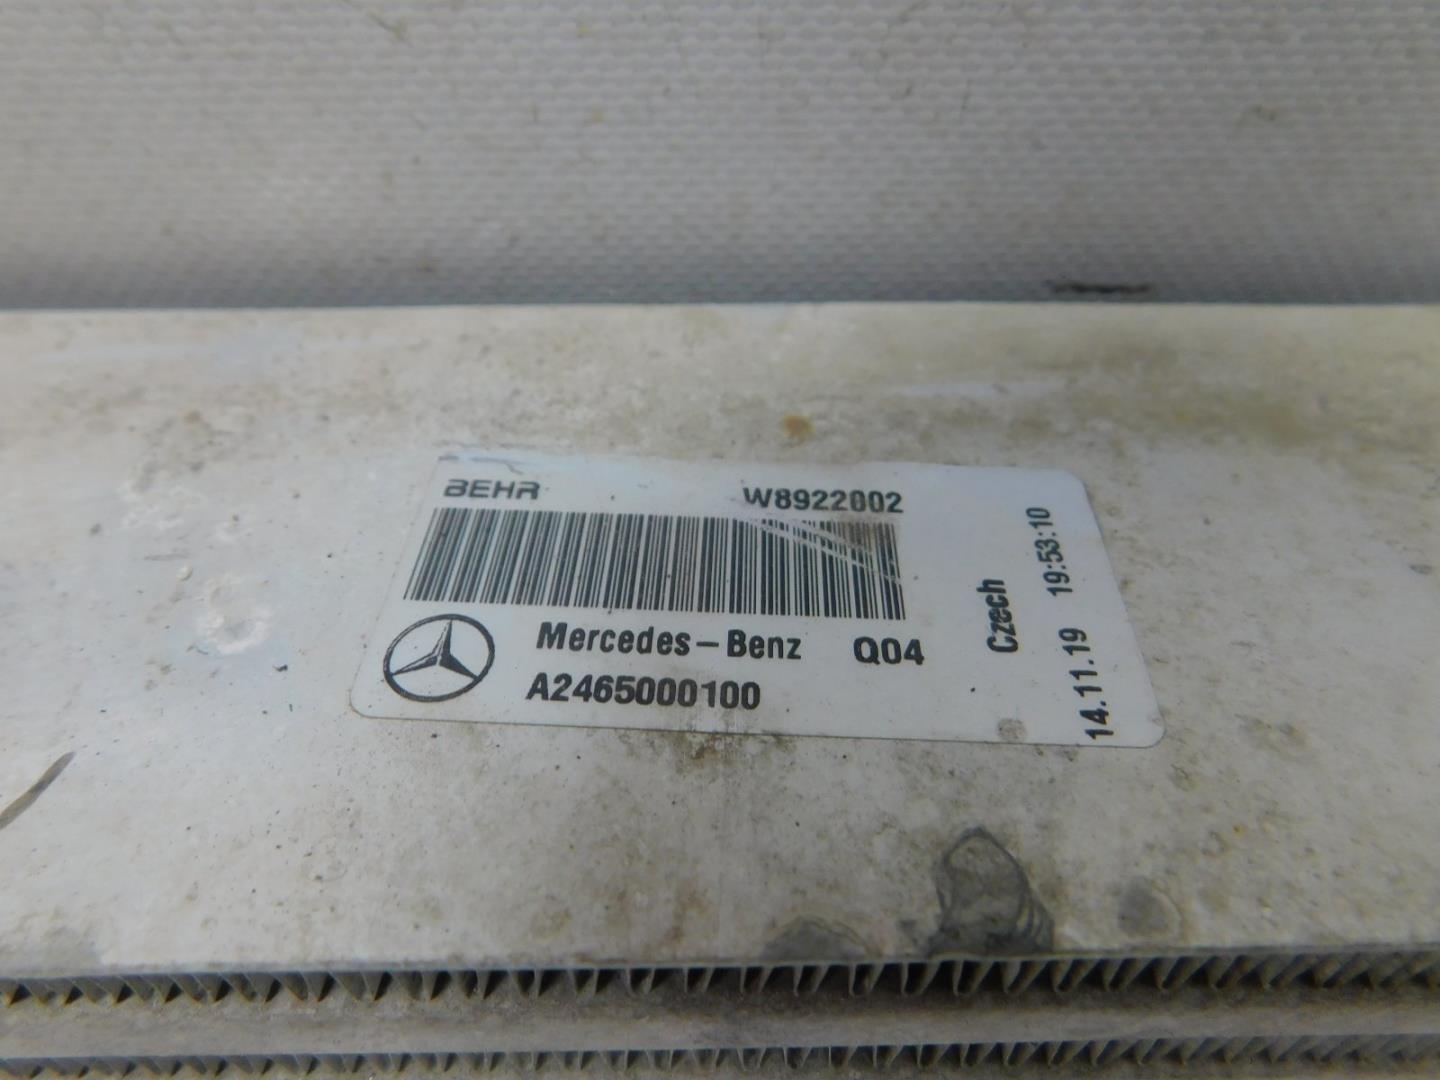 BEHR W8922002
Mercedes-Benz Q04
A2465000100
Czech
14.11.19 19:53:10